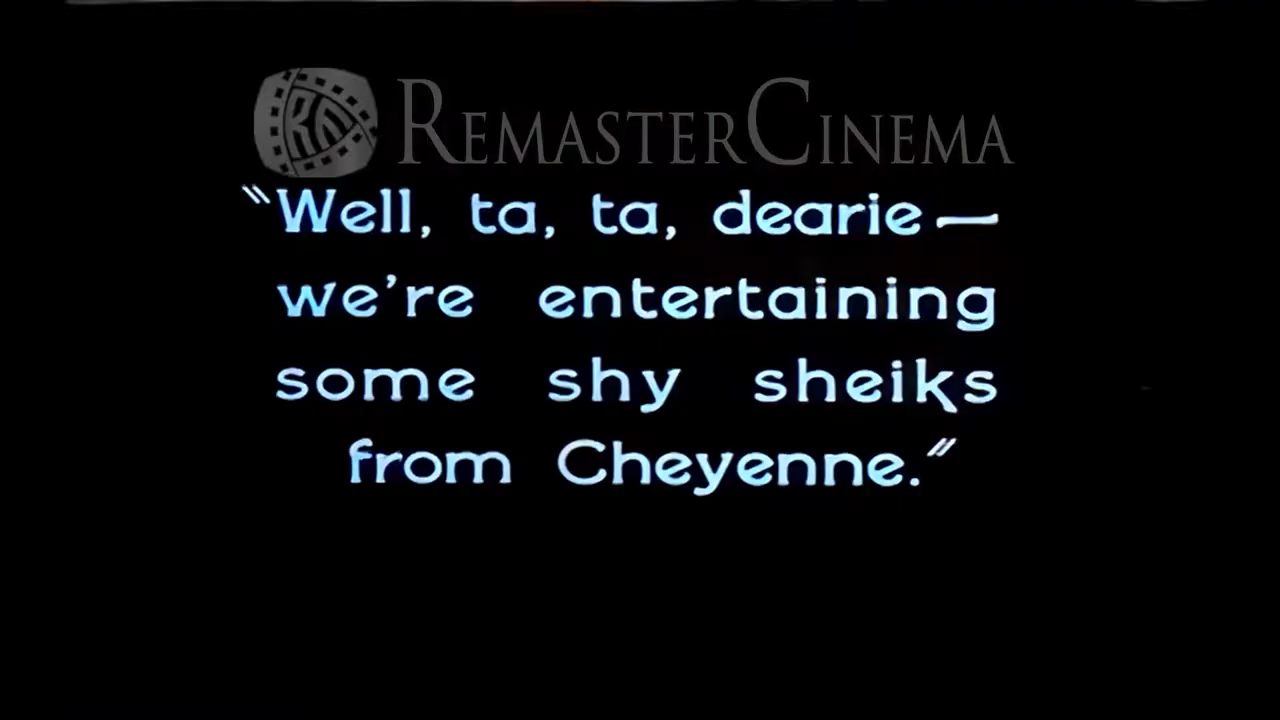 REMASTERCINEMA
"Well, ta, ta, dearie—
we're entertaining
some shy sheiks
from Cheyenne."